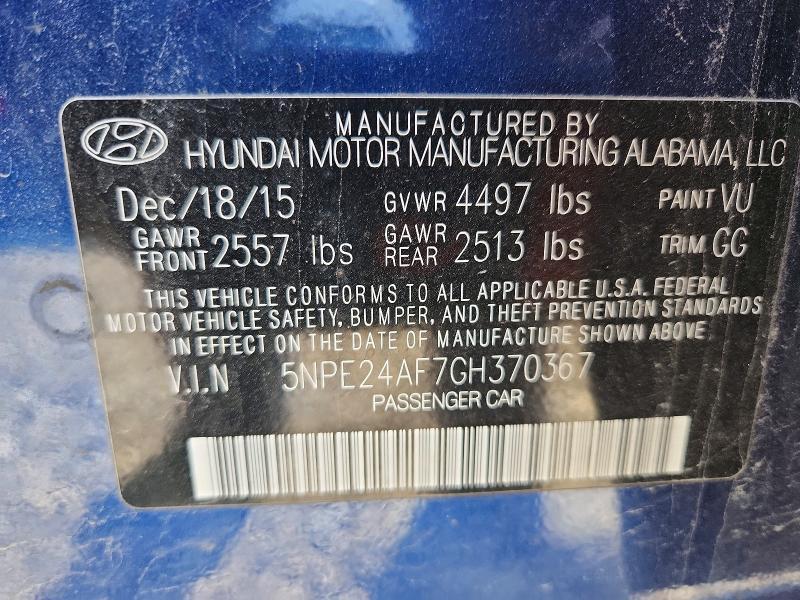 MANUFACTURED BY
HYUNDAI MOTOR MANUFACTURING ALABAMA, LLC
Dec/18/15 GVWR 4497 lbs PAINT VU
GAWR FRONT 2557 lbs GAWR REAR 2513 lbs TRIM GG
THIS VEHICLE CONFORMS TO ALL APPLICABLE U.S.A. FEDERAL
MOTOR VEHICLE SAFETY, BUMPER, AND THEFT PREVENTION STANDARDS
IN EFFECT ON THE DATE OF MANUFACTURE SHOWN ABOVE
V.I.N 5NPE24AF7GH370367
PASSENGER CAR